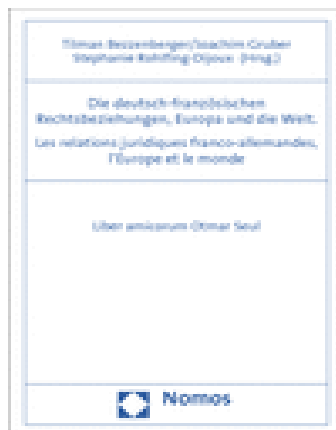 Tilman Bezzenberger/Joachim Gruber
Stephanie Rohlfing-Dijoux (Hrsg.)
Die deutsch-französischen
Rechtsbeziehungen, Europa und die Welt.
Les relations juridiques franco-allemandes,
l'Europe et le monde
Liber amicorum Otmar Seul
Nomos